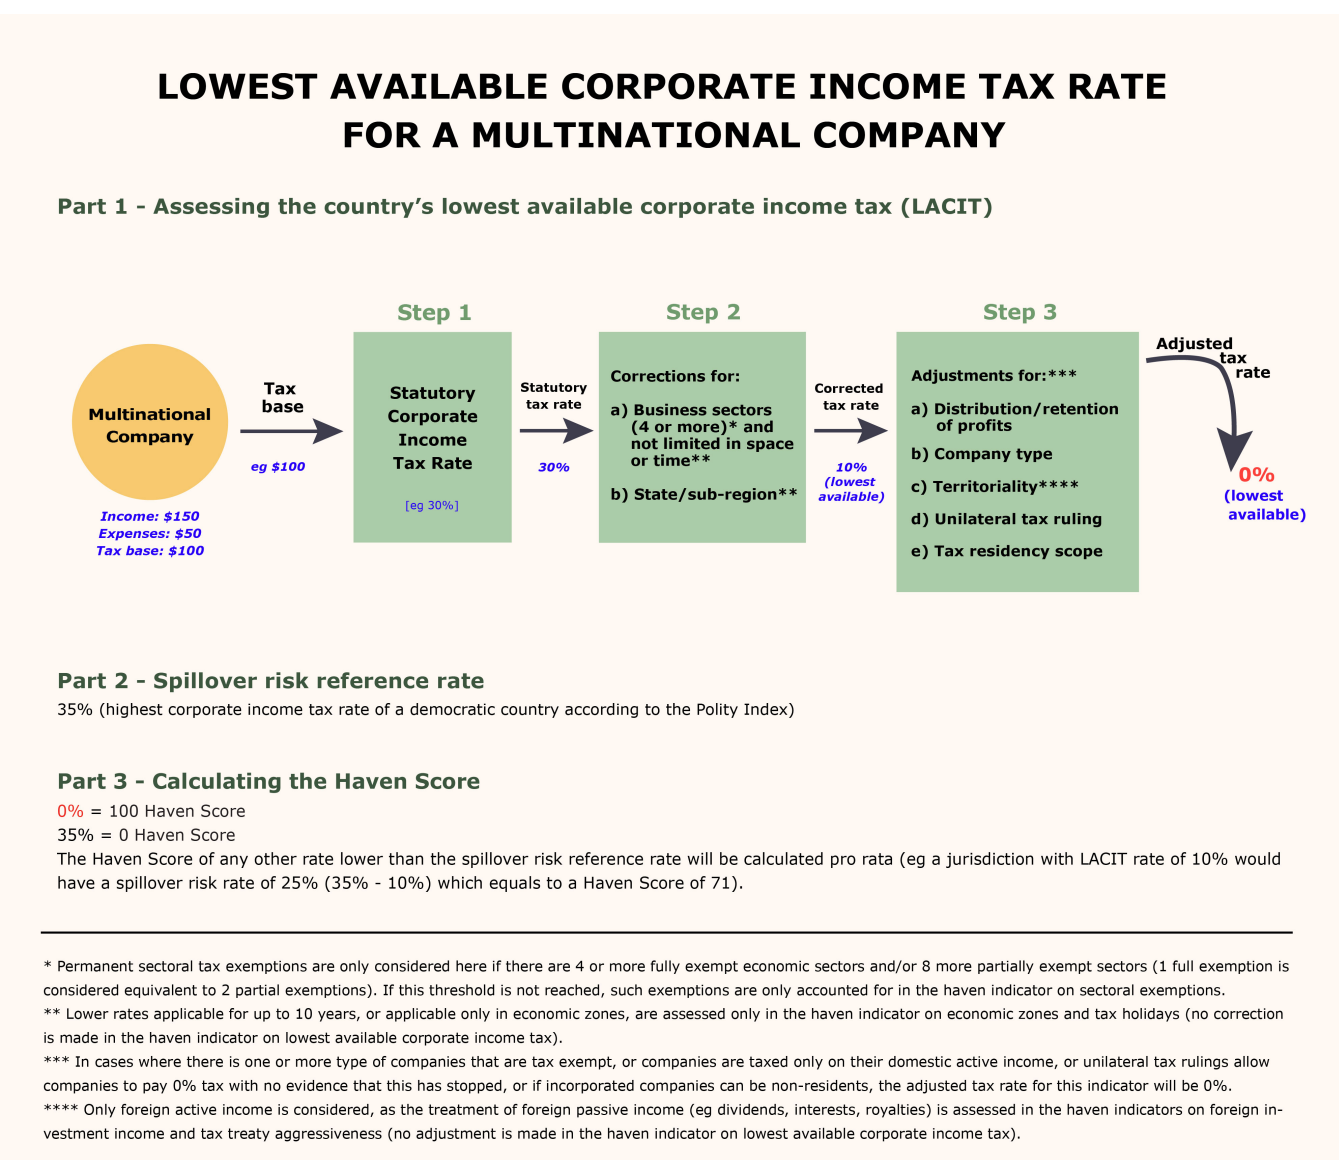 LOWEST AVAILABLE CORPORATE INCOME TAX RATE
FOR A MULTINATIONAL COMPANY
Part 1 - Assessing the country’s lowest available corporate income tax (LACIT)
Multinational
Company
Income: $150
Expenses: $50
Tax base: $100
Tax
base
eg $100
Step 1
Statutory
Corporate
Income
Tax Rate
[eg 30%]
Statutory
tax rate
30%
Step 2
Corrections for:
a) Business sectors
(4 or more)* and
not limited in space
or time**
b) State/sub-region**
Corrected
tax rate
10%
(lowest
available)
Step 3
Adjustments for:***
a) Distribution/retention
of profits
b) Company type
c) Territoriality****
d) Unilateral tax ruling
e) Tax residency scope
Adjusted
tax
rate
0%
(lowest
available)
Part 2 - Spillover risk reference rate
35% (highest corporate income tax rate of a democratic country according to the Polity Index)
Part 3 - Calculating the Haven Score
0% = 100 Haven Score
35% = 0 Haven Score
The Haven Score of any other rate lower than the spillover risk reference rate will be calculated pro rata (eg a jurisdiction with LACIT rate of 10% would
have a spillover risk rate of 25% (35% - 10%) which equals to a Haven Score of 71).
* Permanent sectoral tax exemptions are only considered here if there are 4 or more fully exempt economic sectors and/or 8 more partially exempt sectors (1 full exemption is
considered equivalent to 2 partial exemptions). If this threshold is not reached, such exemptions are only accounted for in the haven indicator on sectoral exemptions.
** Lower rates applicable for up to 10 years, or applicable only in economic zones, are assessed only in the haven indicator on economic zones and tax holidays (no correction
is made in the haven indicator on lowest available corporate income tax).
*** In cases where there is one or more type of companies that are tax exempt, or companies are taxed only on their domestic active income, or unilateral tax rulings allow
companies to pay 0% tax with no evidence that this has stopped, or if incorporated companies can be non-residents, the adjusted tax rate for this indicator will be 0%.
**** Only foreign active income is considered, as the treatment of foreign passive income (eg dividends, interests, royalties) is assessed in the haven indicators on foreign in-
vestment income and tax treaty aggressiveness (no adjustment is made in the haven indicator on lowest available corporate income tax).